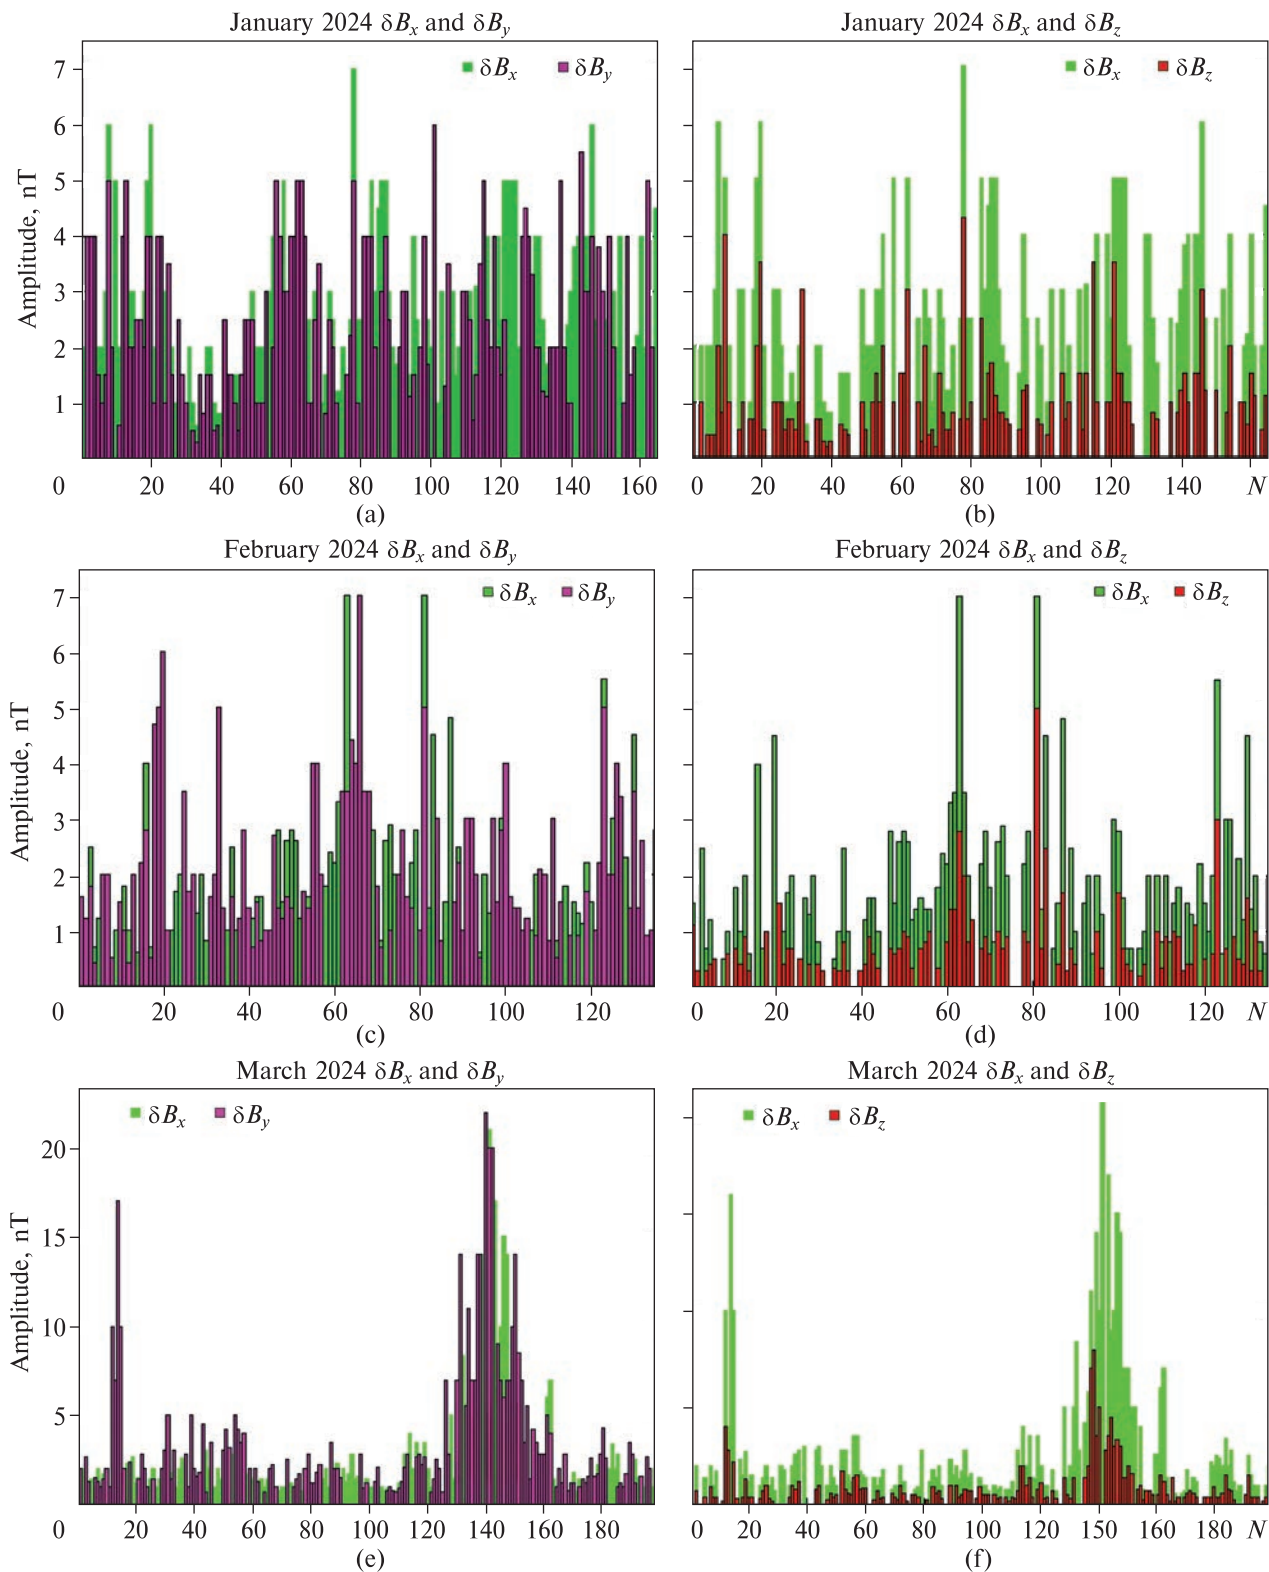 January 2024 δBx and δBy
δBx δBy
Amplitude, nT
7
6
5
4
3
2
1
0 20 40 60 80 100 120 140 160
(a)
January 2024 δBx and δBz
δBx δBz
0 20 40 60 80 100 120 140 N
(b)
February 2024 δBx and δBy
δBx δBy
Amplitude, nT
7
6
5
4
3
2
1
0 20 40 60 80 100 120
(c)
February 2024 δBx and δBz
δBx δBz
0 20 40 60 80 100 120 N
(d)
March 2024 δBx and δBy
δBx δBy
Amplitude, nT
20
15
10
5
0 20 40 60 80 100 120 140 160 180
(e)
March 2024 δBx and δBz
δBx δBz
0 20 40 60 80 100 120 150 160 180 N
(f)